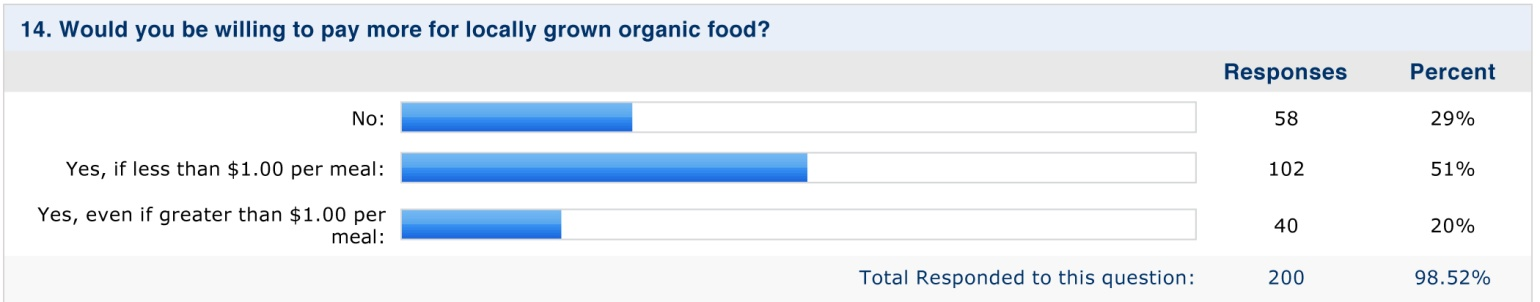 14. Would you be willing to pay more for locally grown organic food?
Responses Percent
No: 58 29%
Yes, if less than $1.00 per meal: 102 51%
Yes, even if greater than $1.00 per
meal: 40 20%
Total Responded to this question: 200 98.52%